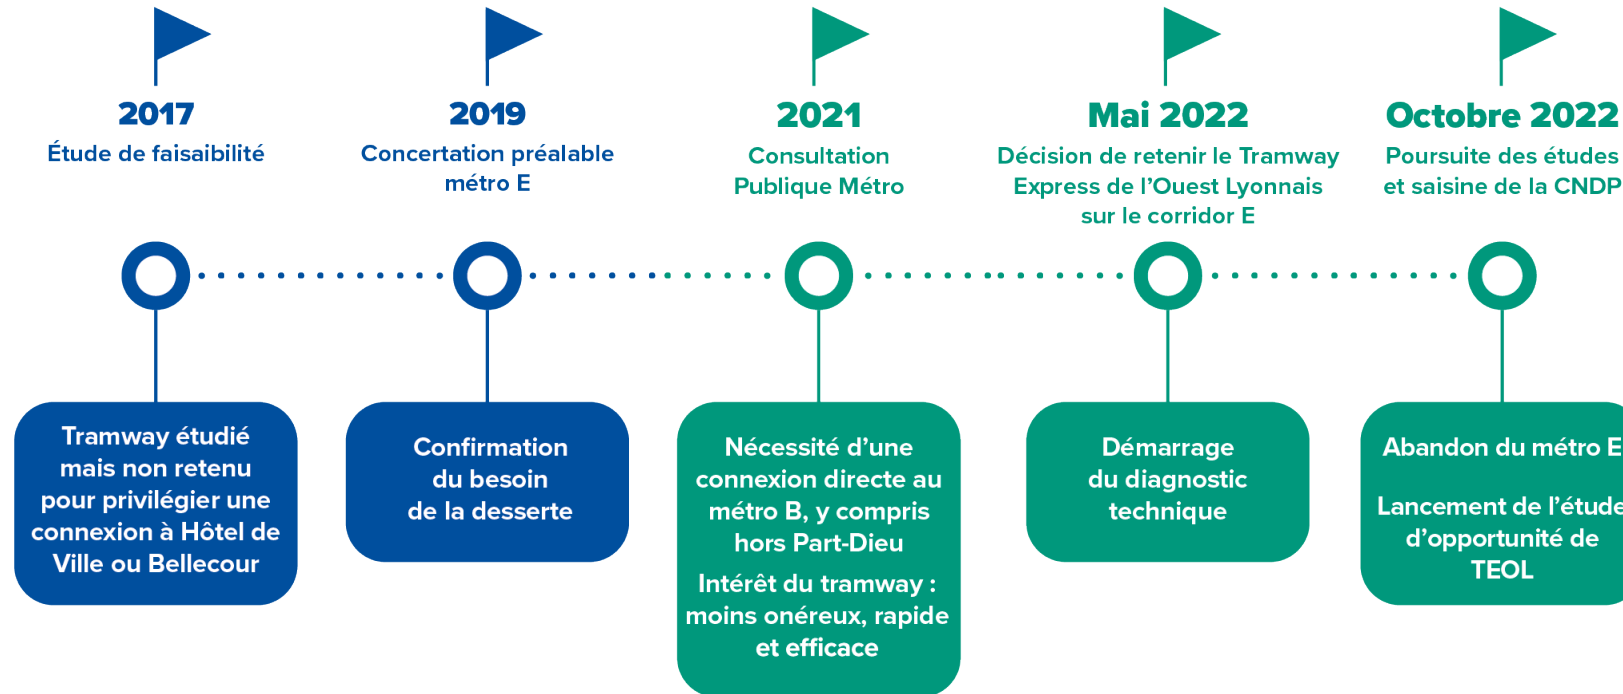 2017
Étude de faisaibilité
Tramway étudié
mais non retenu
pour privilégier une
connexion à Hôtel de
Ville ou Bellecour
2019
Concertation préalable
métro E
Confirmation
du besoin
de la desserte
2021
Consultation
Publique Métro
Nécessité d’une
connexion directe au
métro B, y compris
hors Part-Dieu
Intérêt du tramway :
moins onéreux, rapide
et efficace
Mai 2022
Décision de retenir le Tramway
Express de l’Ouest Lyonnais
sur le corridor E
Démarrage
du diagnostic
technique
Octobre 2022
Poursuite des études
et saisine de la CNDP
Abandon du métro E
Lancement de l’étude
d’opportunité de
TEOL